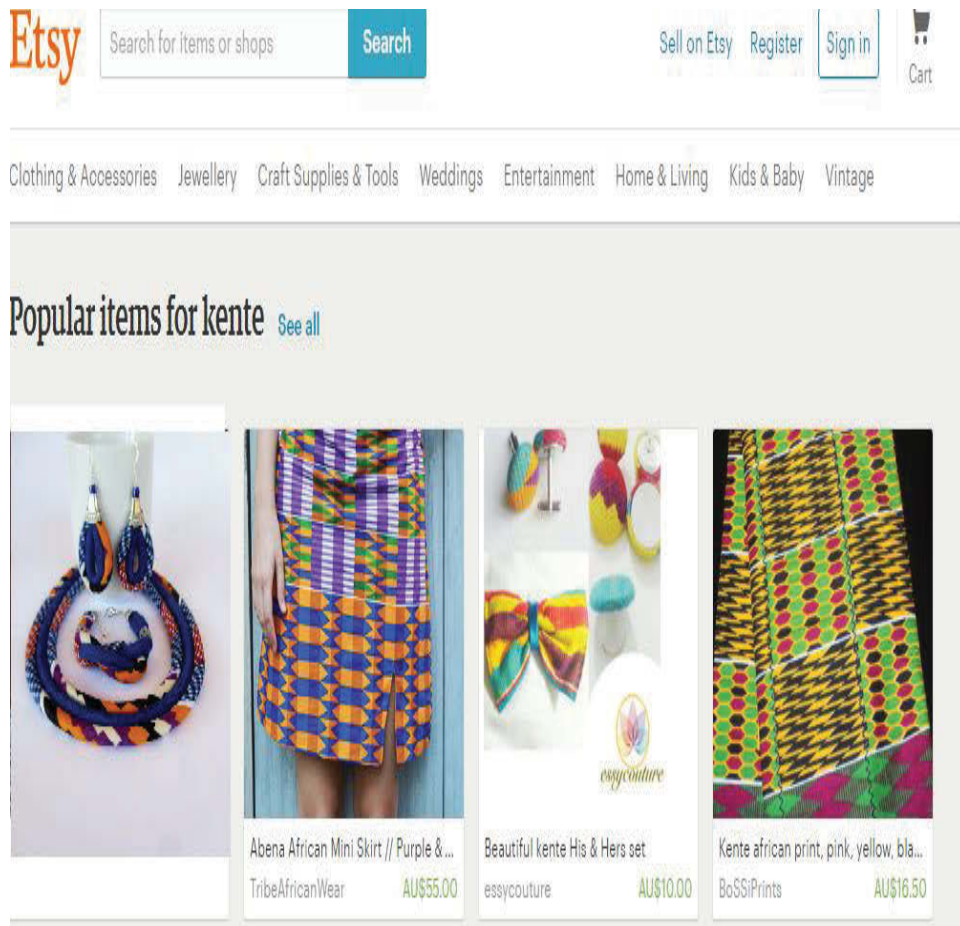 Etsy
Search for items or shops
Search
Sell on Etsy
Register
Sign in
Cart
Clothing & Accessories Jewellery Craft Supplies & Tools Weddings Entertainment Home & Living Kids & Baby Vintage
Popular items for kente See all
essycouture
Abena African Mini Skirt // Purple & ...
TribeAfricanWear AU$55.00
Beautiful kente His & Hers set
essycouture AU$10.00
Kente african print, pink, yellow, bla...
BoSSiPrints AU$16.50